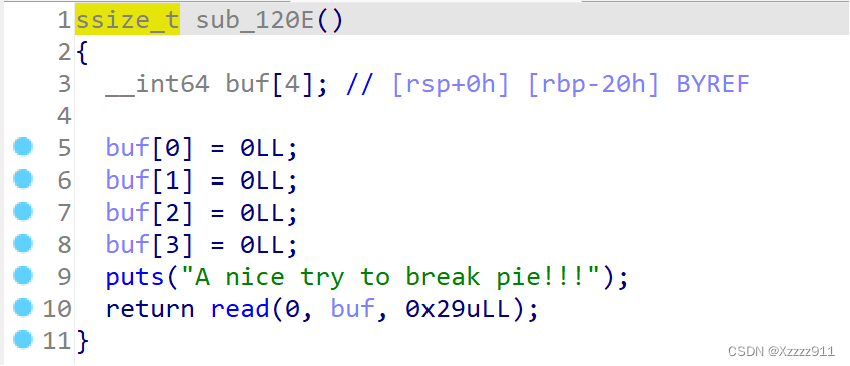 1 ssize_t sub_120E()
2 {
3 __int64 buf[4]; // [rsp+0h] [rbp-20h] BYREF
4
5 buf[0] = 0LL;
6 buf[1] = 0LL;
7 buf[2] = 0LL;
8 buf[3] = 0LL;
9 puts("A nice try to break pie!!!");
10 return read(0, buf, 0x29uLL);
11 }
CSDN @Xzzzz911